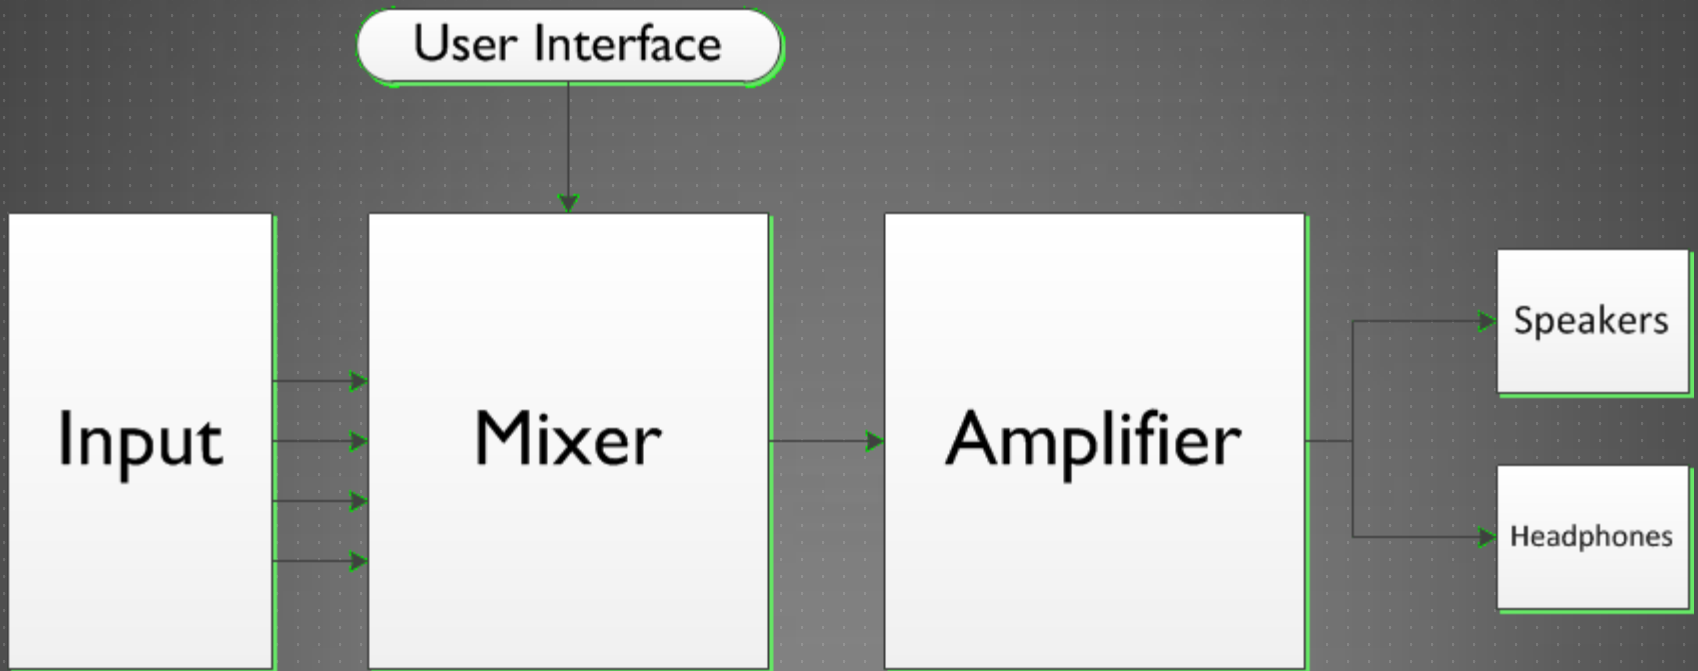 User Interface
Input
Mixer
Amplifier
Speakers
Headphones